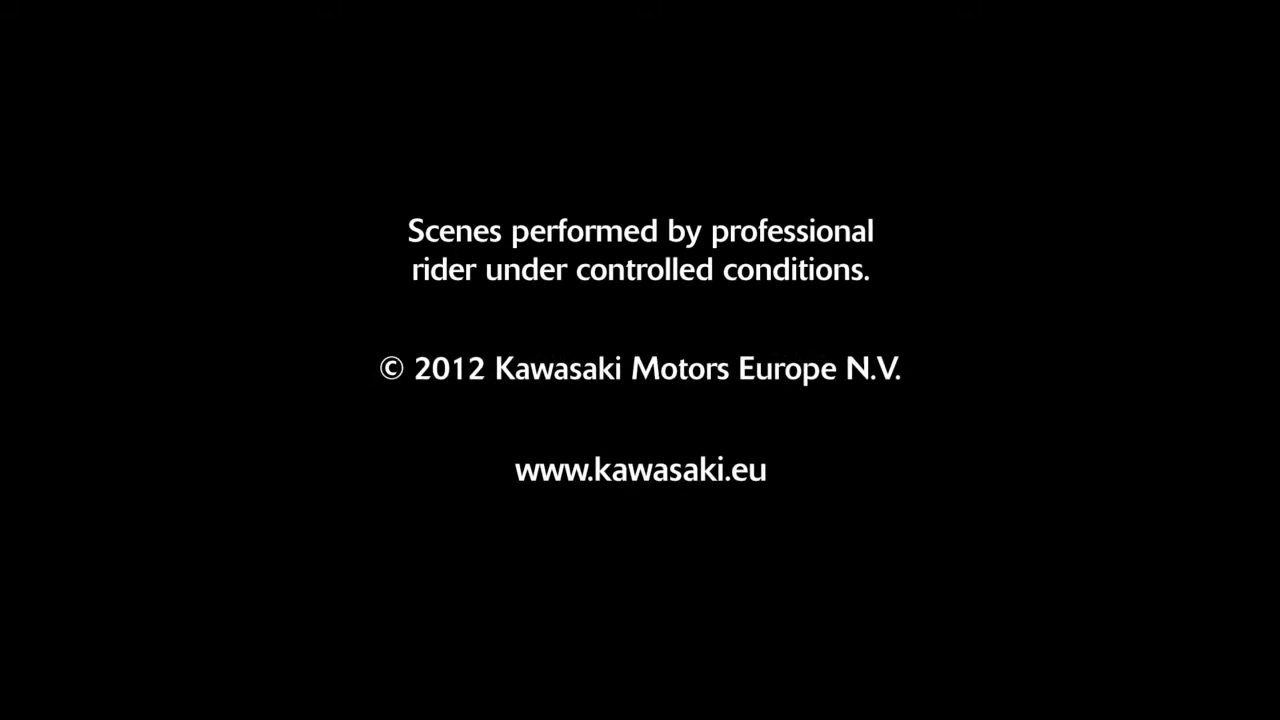 Scenes performed by professional
rider under controlled conditions.
© 2012 Kawasaki Motors Europe N.V.
www.kawasaki.eu